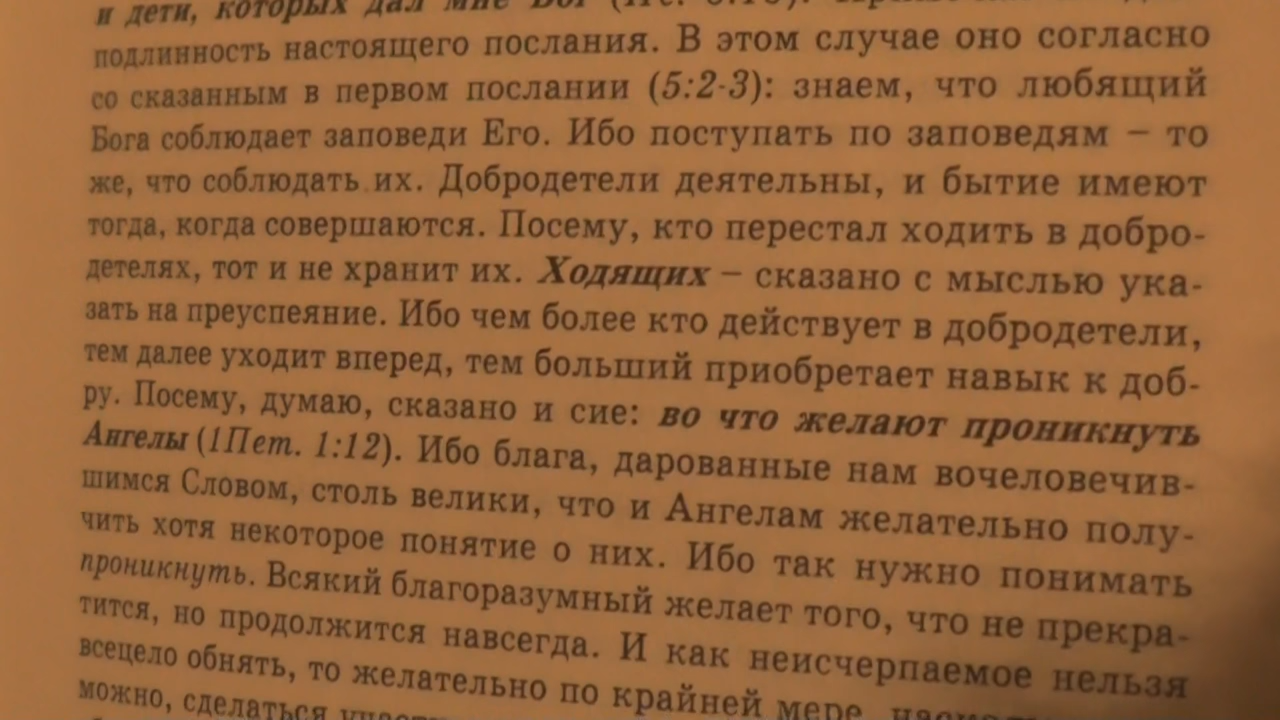 и дети, которых дал мне Бог
подлинность настоящего послания. В этом случае оно согласно
со сказанным в первом послании (5:2-3): знаем, что любящий
Бога соблюдает заповеди Его. Ибо поступать по заповедям – то
же, что соблюдать их. Добродетели деятельны, и бытие имеют
тогда, когда совершаются. Посему, кто перестал ходить в добро-
детелях, тот и не хранит их. Ходящих – сказано с мыслью ука-
зать на преуспеяние. Ибо чем более кто действует в добродетели,
тем далее уходит вперед, тем больший приобретает навык к доб-
ру. Посему, думаю, сказано и сие: во что желают проникнуть
Ангелы (1Пет. 1:12). Ибо блага, дарованные нам вочеловечив-
шимся Словом, столь велики, что и Ангелам желательно полу-
чить хотя некоторое понятие о них. Ибо так нужно понимать
проникнуть. Всякий благоразумный желает того, что не прекра-
тится, но продолжится навсегда. И как неисчерпаемое нельзя
всецело обнять, то желательно по крайней мере,
можно, сделаться